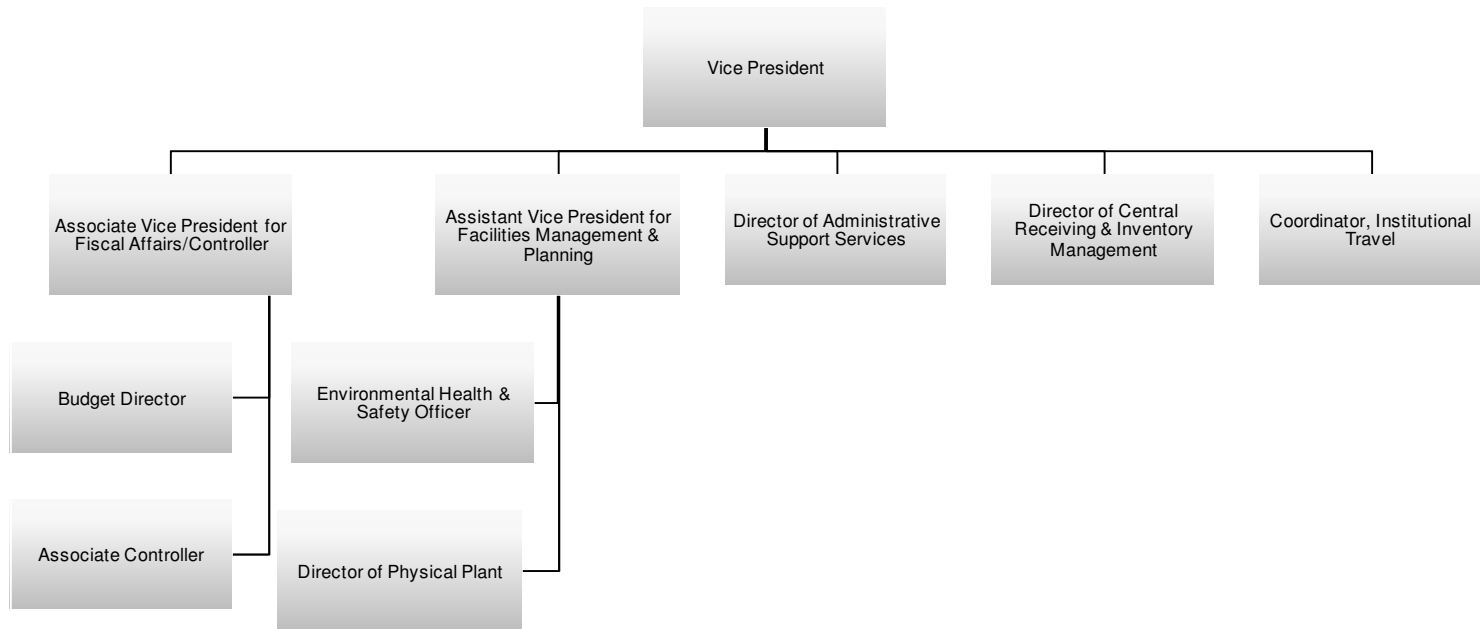 Vice President
Associate Vice President for
Fiscal Affairs/Controller
Assistant Vice President for
Facilities Management &
Planning
Director of Administrative
Support Services
Director of Central
Receiving & Inventory
Management
Coordinator, Institutional
Travel
Budget Director
Environmental Health &
Safety Officer
Associate Controller
Director of Physical Plant